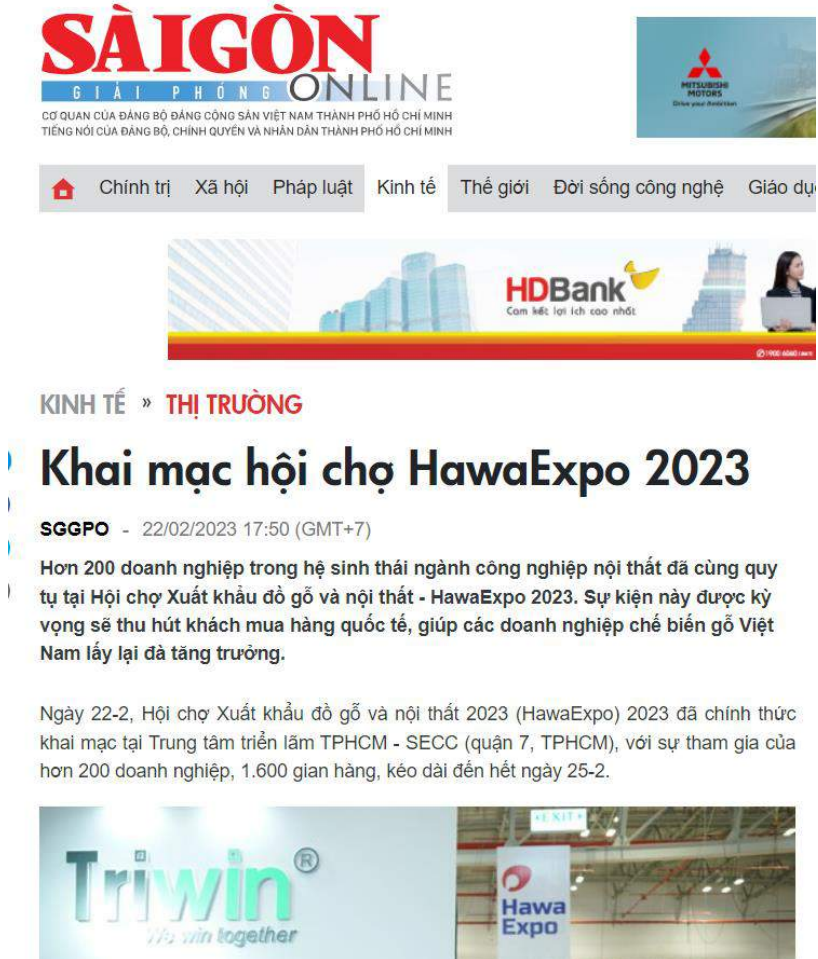 SÀIGÒN
GIẢI PHÓNG ONLINE
CƠ QUAN CỦA ĐẢNG BỘ ĐẢNG CỘNG SẢN VIỆT NAM THÀNH PHỐ HỒ CHÍ MINH
TIẾNG NÓI CỦA ĐẢNG BỘ, CHÍNH QUYỀN VÀ NHÂN DÂN THÀNH PHỐ HỒ CHÍ MINH
MITSUBISHI
MOTORS
Drive your Ambition
Chính trị Xã hội Pháp luật Kinh tế Thế giới Đời sống công nghệ Giáo dục
HDBank
Cam kết lợi ích cao nhất
KINH TẾ » THỊ TRƯỜNG
Khai mạc hội chợ HawaExpo 2023
SGGPO - 22/02/2023 17:50 (GMT+7)
Hơn 200 doanh nghiệp trong hệ sinh thái ngành công nghiệp nội thất đã cùng quy
tụ tại Hội chợ Xuất khẩu đồ gỗ và nội thất - HawaExpo 2023. Sự kiện này được kỳ
vọng sẽ thu hút khách mua hàng quốc tế, giúp các doanh nghiệp chế biến gỗ Việt
Nam lấy lại đà tăng trưởng.
Ngày 22-2, Hội chợ Xuất khẩu đồ gỗ và nội thất 2023 (HawaExpo) 2023 đã chính thức
khai mạc tại Trung tâm triển lãm TPHCM - SECC (quận 7, TPHCM), với sự tham gia của
hơn 200 doanh nghiệp, 1.600 gian hàng, kéo dài đến hết ngày 25-2.
EXIT
Triwin®
We win together
Hawa
Expo